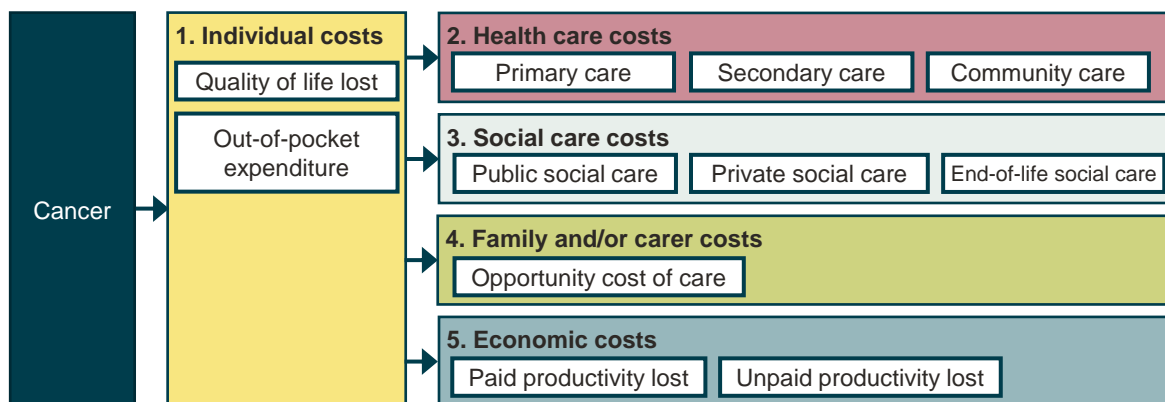 Cancer
1. Individual costs
Quality of life lost
Out-of-pocket
expenditure
2. Health care costs
Primary care
Secondary care
Community care
3. Social care costs
Public social care
Private social care
End-of-life social care
4. Family and/or carer costs
Opportunity cost of care
5. Economic costs
Paid productivity lost
Unpaid productivity lost